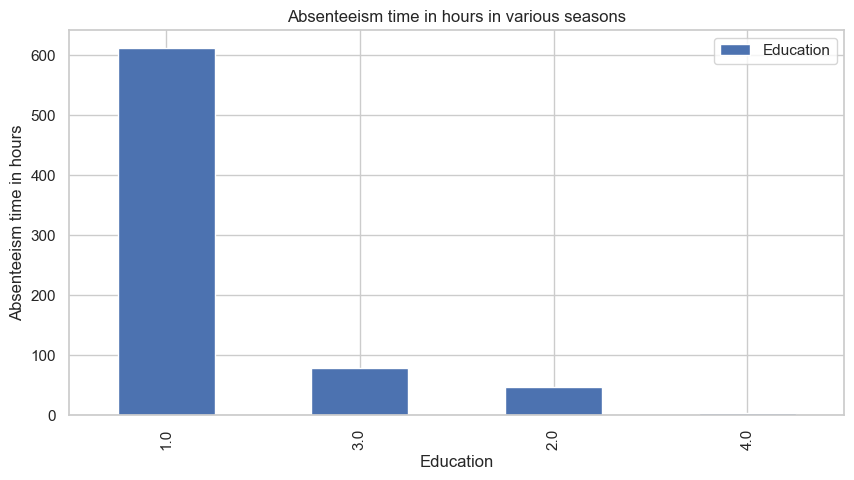 Absenteeism time in hours in various seasons
Education
600
500
400
300
200
100
0
Absenteeism time in hours
1.0
3.0
2.0
4.0
Education